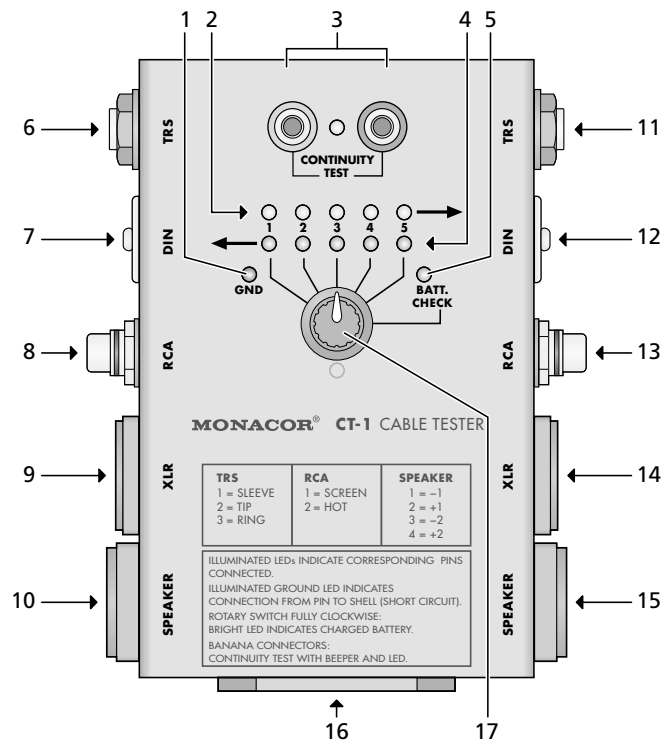 1 2 3 4 5
6 TRS TRS 11
CONTINUITY
TEST
1 2 3 4 5
7 DIN DIN 12
GND BATT.
CHECK
8 RCA RCA 13
MONACOR® CT-1 CABLE TESTER
9 XLR XLR 14
TRS RCA SPEAKER
1 = SLEEVE 1 = SCREEN 1 = –1
2 = TIP 2 = HOT 2 = +1
3 = RING 3 = –2
4 = +2
10 SPEAKER SPEAKER 15
ILLUMINATED LEDs INDICATE CORRESPONDING PINS
CONNECTED.
ILLUMINATED GROUND LED INDICATES
CONNECTION FROM PIN TO SHELL (SHORT CIRCUIT).
ROTARY SWITCH FULLY CLOCKWISE:
BRIGHT LED INDICATES CHARGED BATTERY.
BANANA CONNECTORS:
CONTINUITY TEST WITH BEEPER AND LED.
16 17